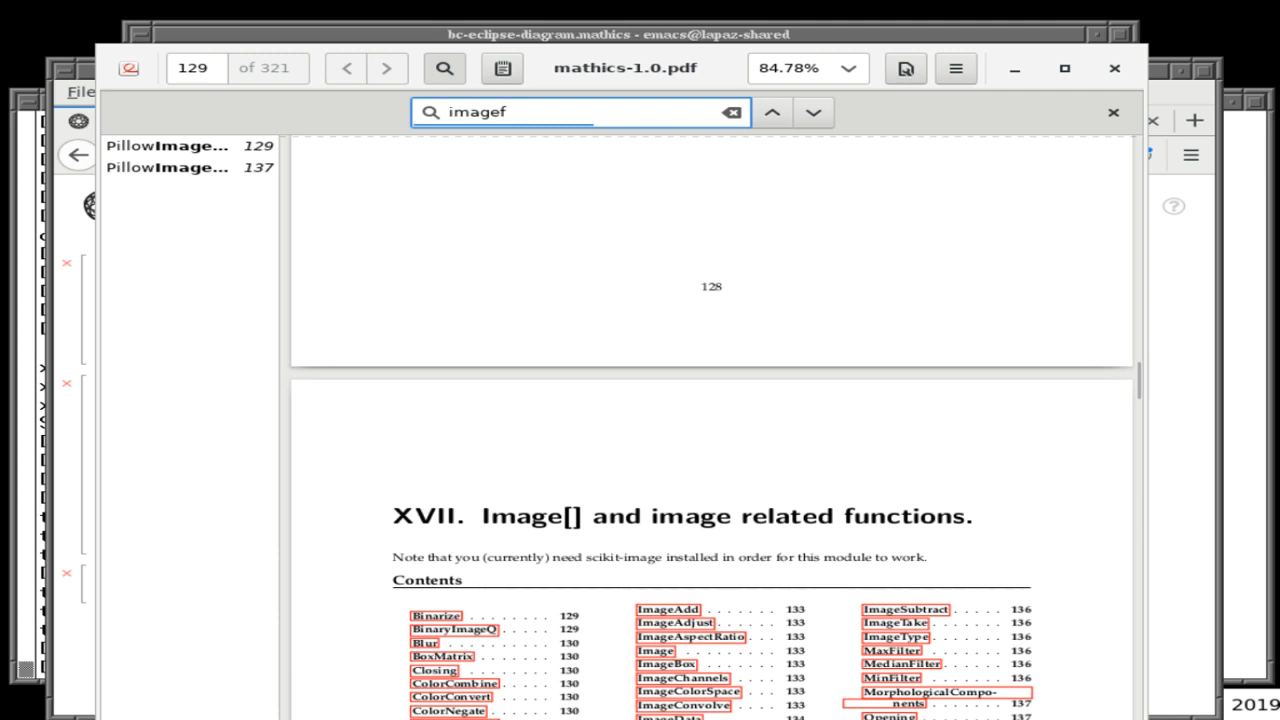 bc-eclipse-diagram.mathics - emacs@lapaz-shared
129 of 321 mathics-1.0.pdf 84.78%
File
imagef
PillowImage... 129
PillowImage... 137
128
XVII. Image[] and image related functions.
Note that you (currently) need scikit-image installed in order for this module to work.
Contents
Binarize . . . . . . . . 129
BinaryImageQ . . . . . 129
Blur . . . . . . . . . . 130
BoxMatrix . . . . . . . 130
Closing . . . . . . . . 130
ColorCombine . . . . . 130
ColorConvert . . . . . 130
ColorNegate . . . . . . 130
ImageAdd . . . . . . . 133
ImageAdjust . . . . . . 133
ImageAspectRatio . . . 133
Image . . . . . . . . . 133
ImageBox . . . . . . . 133
ImageChannels . . . . 133
ImageColorSpace . . . 133
ImageConvolve . . . . 133
ImageData 134
ImageSubtract . . . . . 136
ImageTake . . . . . . . 136
ImageType . . . . . . . 136
MaxFilter . . . . . . . 136
MedianFilter . . . . . . 136
MinFilter . . . . . . . 136
MorphologicalCompo-
nents . . . . . . . 137
Opening 137
2019